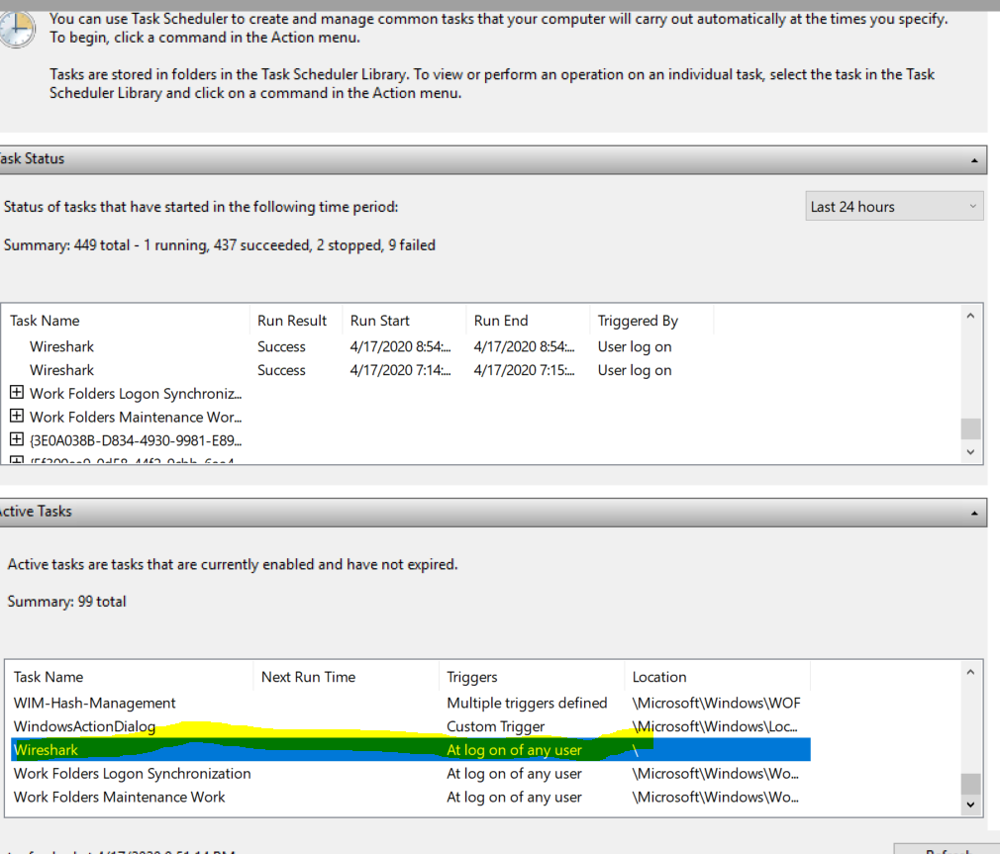 You can use Task Scheduler to create and manage common tasks that your computer will carry out automatically at the times you specify.
To begin, click a command in the Action menu.
Tasks are stored in folders in the Task Scheduler Library. To view or perform an operation on an individual task, select the task in the Task
Scheduler Library and click on a command in the Action menu.
ask Status
Status of tasks that have started in the following time period:
Last 24 hours
Summary: 449 total - 1 running, 437 succeeded, 2 stopped, 9 failed
Task Name Run Result Run Start Run End Triggered By
Wireshark Success 4/17/2020 8:54:... 4/17/2020 8:54:... User log on
Wireshark Success 4/17/2020 7:14:... 4/17/2020 7:15:... User log on
Work Folders Logon Synchroniz...
Work Folders Maintenance Wor...
{3E0A038B-D834-4930-9981-E89...
Active Tasks
Active tasks are tasks that are currently enabled and have not expired.
Summary: 99 total
Task Name Next Run Time Triggers Location
WIM-Hash-Management Multiple triggers defined \Microsoft\Windows\WOF
WindowsActionDialog Custom Trigger \Microsoft\Windows\Loc...
Wireshark At log on of any user \
Work Folders Logon Synchronization At log on of any user \Microsoft\Windows\Wo...
Work Folders Maintenance Work At log on of any user \Microsoft\Windows\Wo...